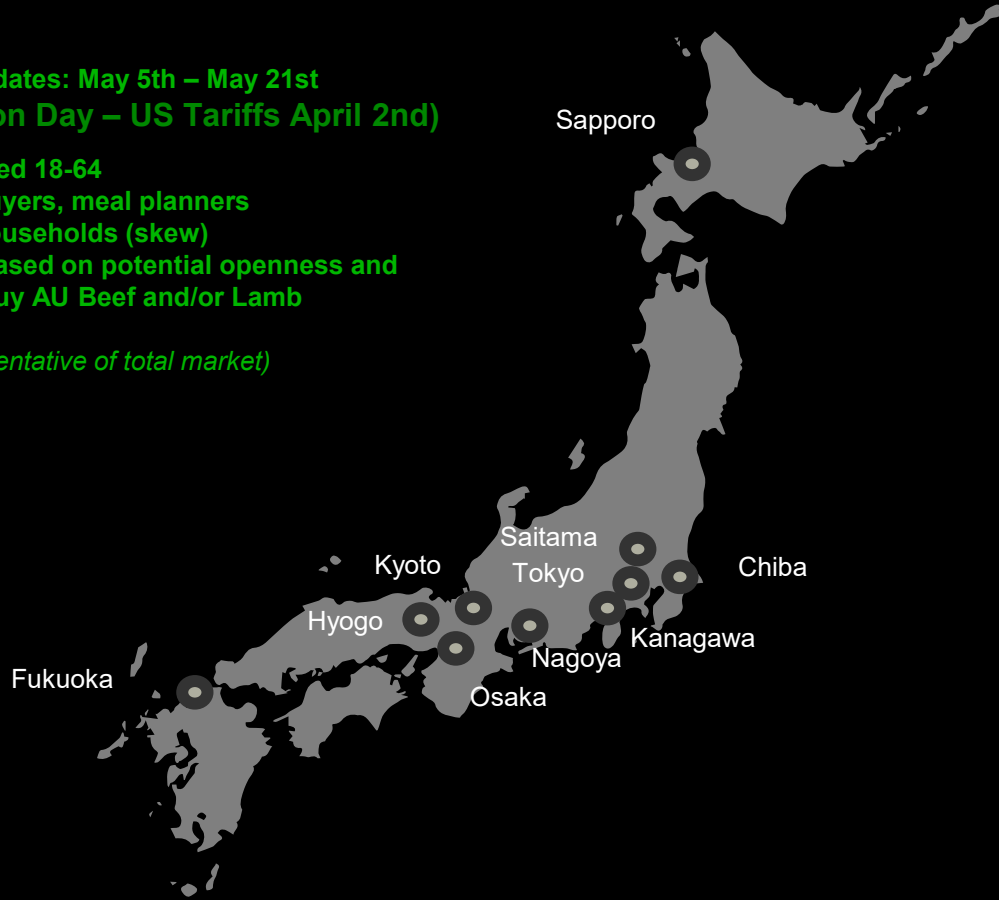 dates: May 5th – May 21st
on Day – US Tariffs April 2nd)
ed 18-64
yers, meal planners
ouseholds (skew)
ased on potential openness and
uy AU Beef and/or Lamb
entative of total market)
Sapporo
Saitama
Kyoto
Tokyo
Chiba
Hyogo
Kanagawa
Nagoya
Fukuoka
Osaka